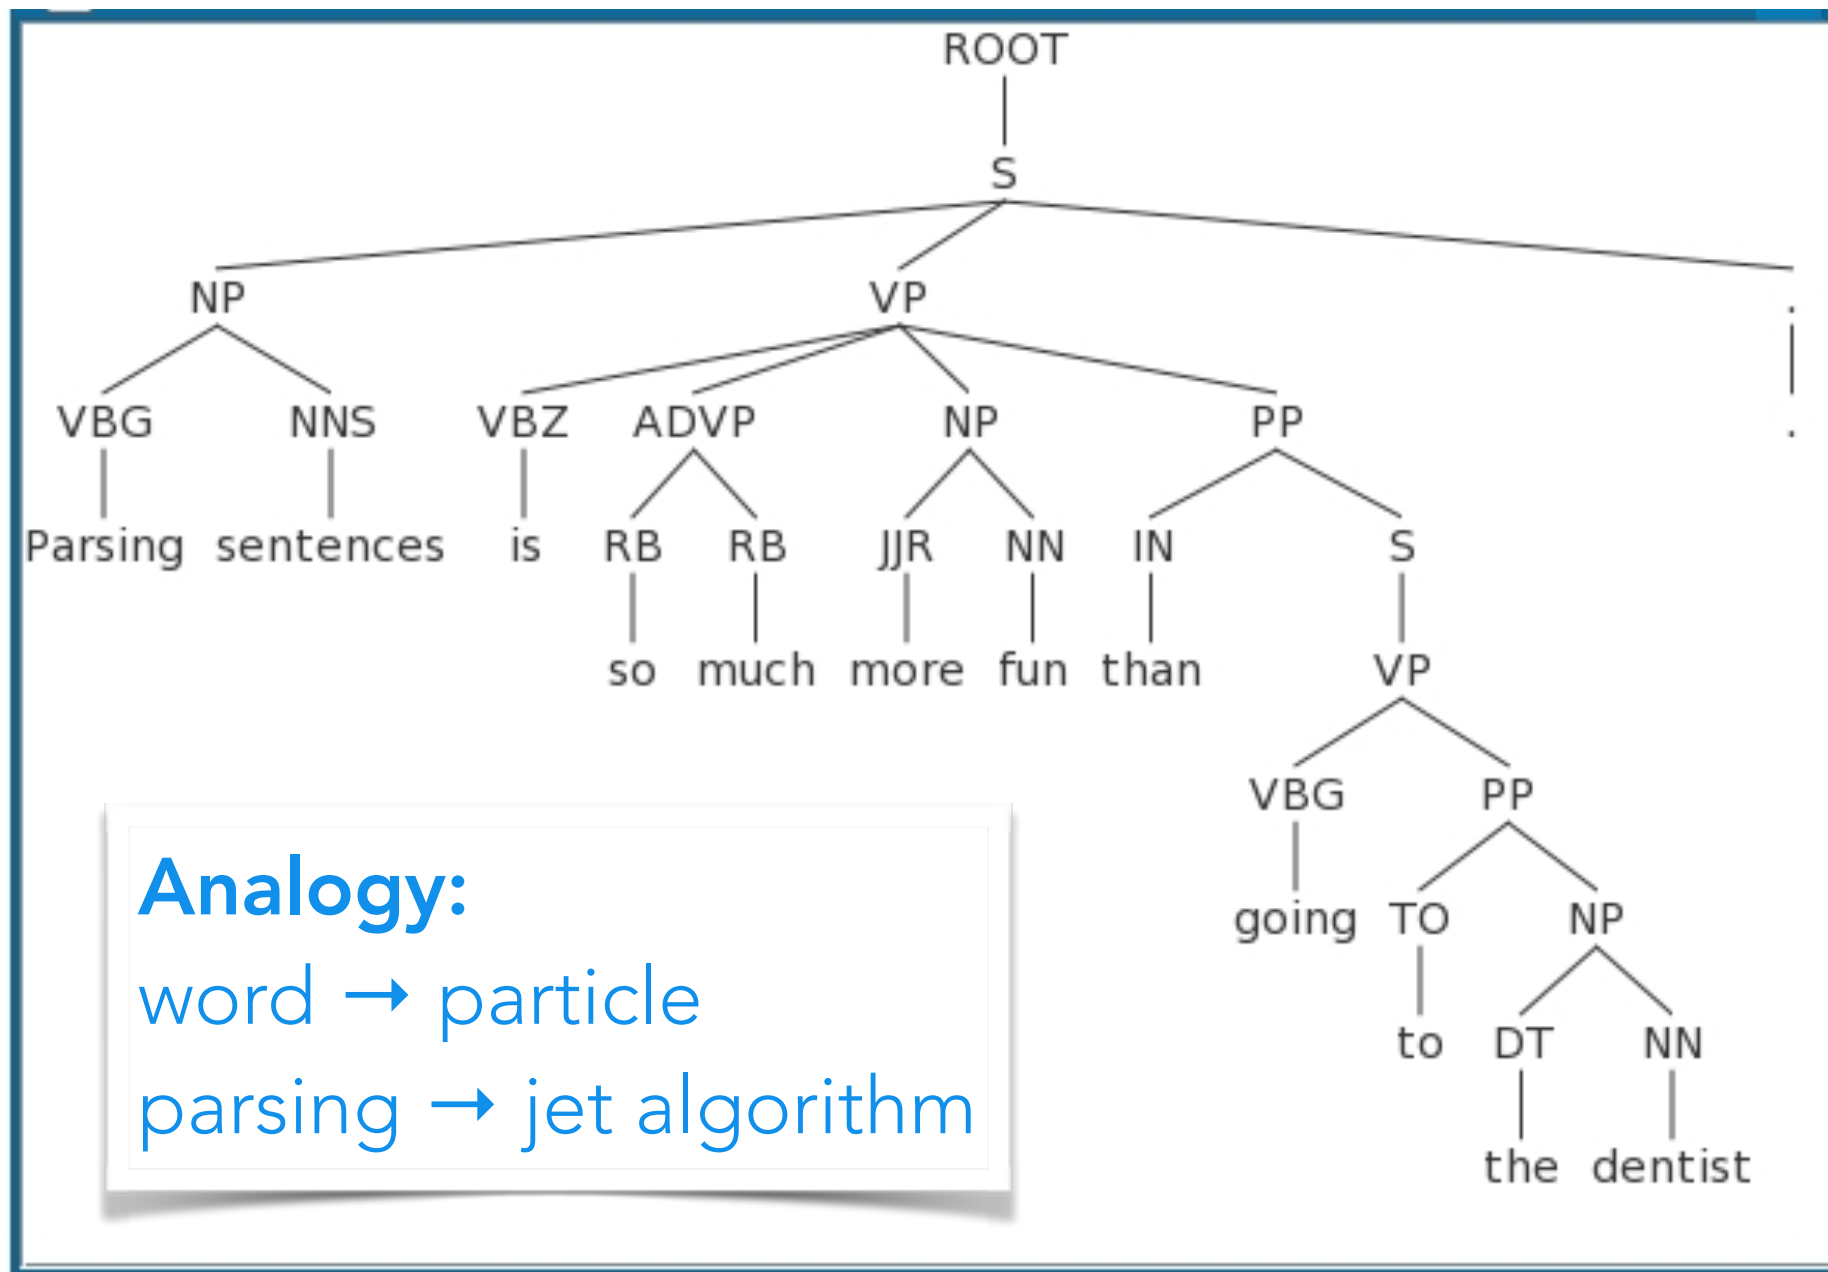 ROOT
S
NP VP .
VBG NNS VBZ ADVP NP PP .
Parsing sentences is RB RB JJR NN IN S
so much more fun than VP
VBG PP
going TO NP
to DT NN
the dentist
Analogy:
word → particle
parsing → jet algorithm